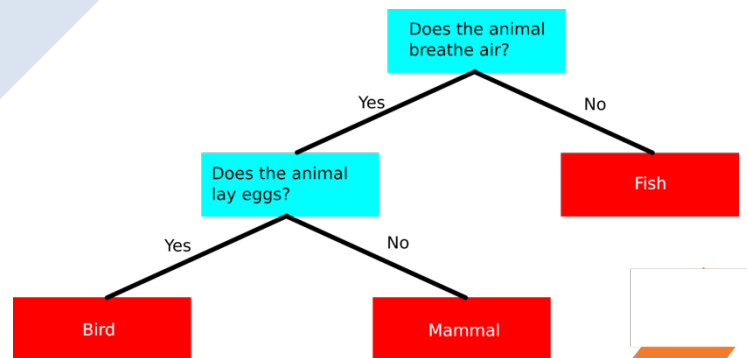 Does the animal
breathe air?
Yes
No
Does the animal
lay eggs?
Fish
Yes
No
Bird
Mammal